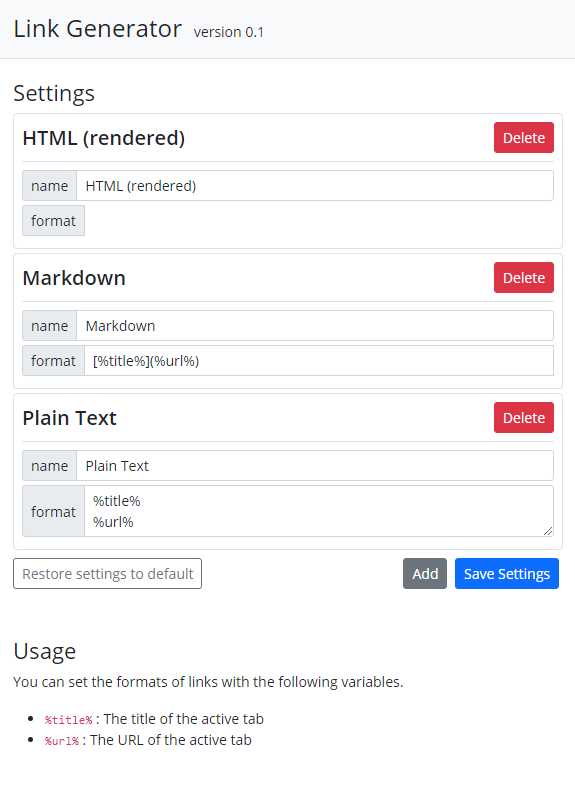 Link Generator version 0.1
Settings
HTML (rendered) Delete
name HTML (rendered)
format
Markdown Delete
name Markdown
format [%title%](%url%)
Plain Text Delete
name Plain Text
format %title%
%url%
Restore settings to default Add Save Settings
Usage
You can set the formats of links with the following variables.
%title% : The title of the active tab
%url% : The URL of the active tab